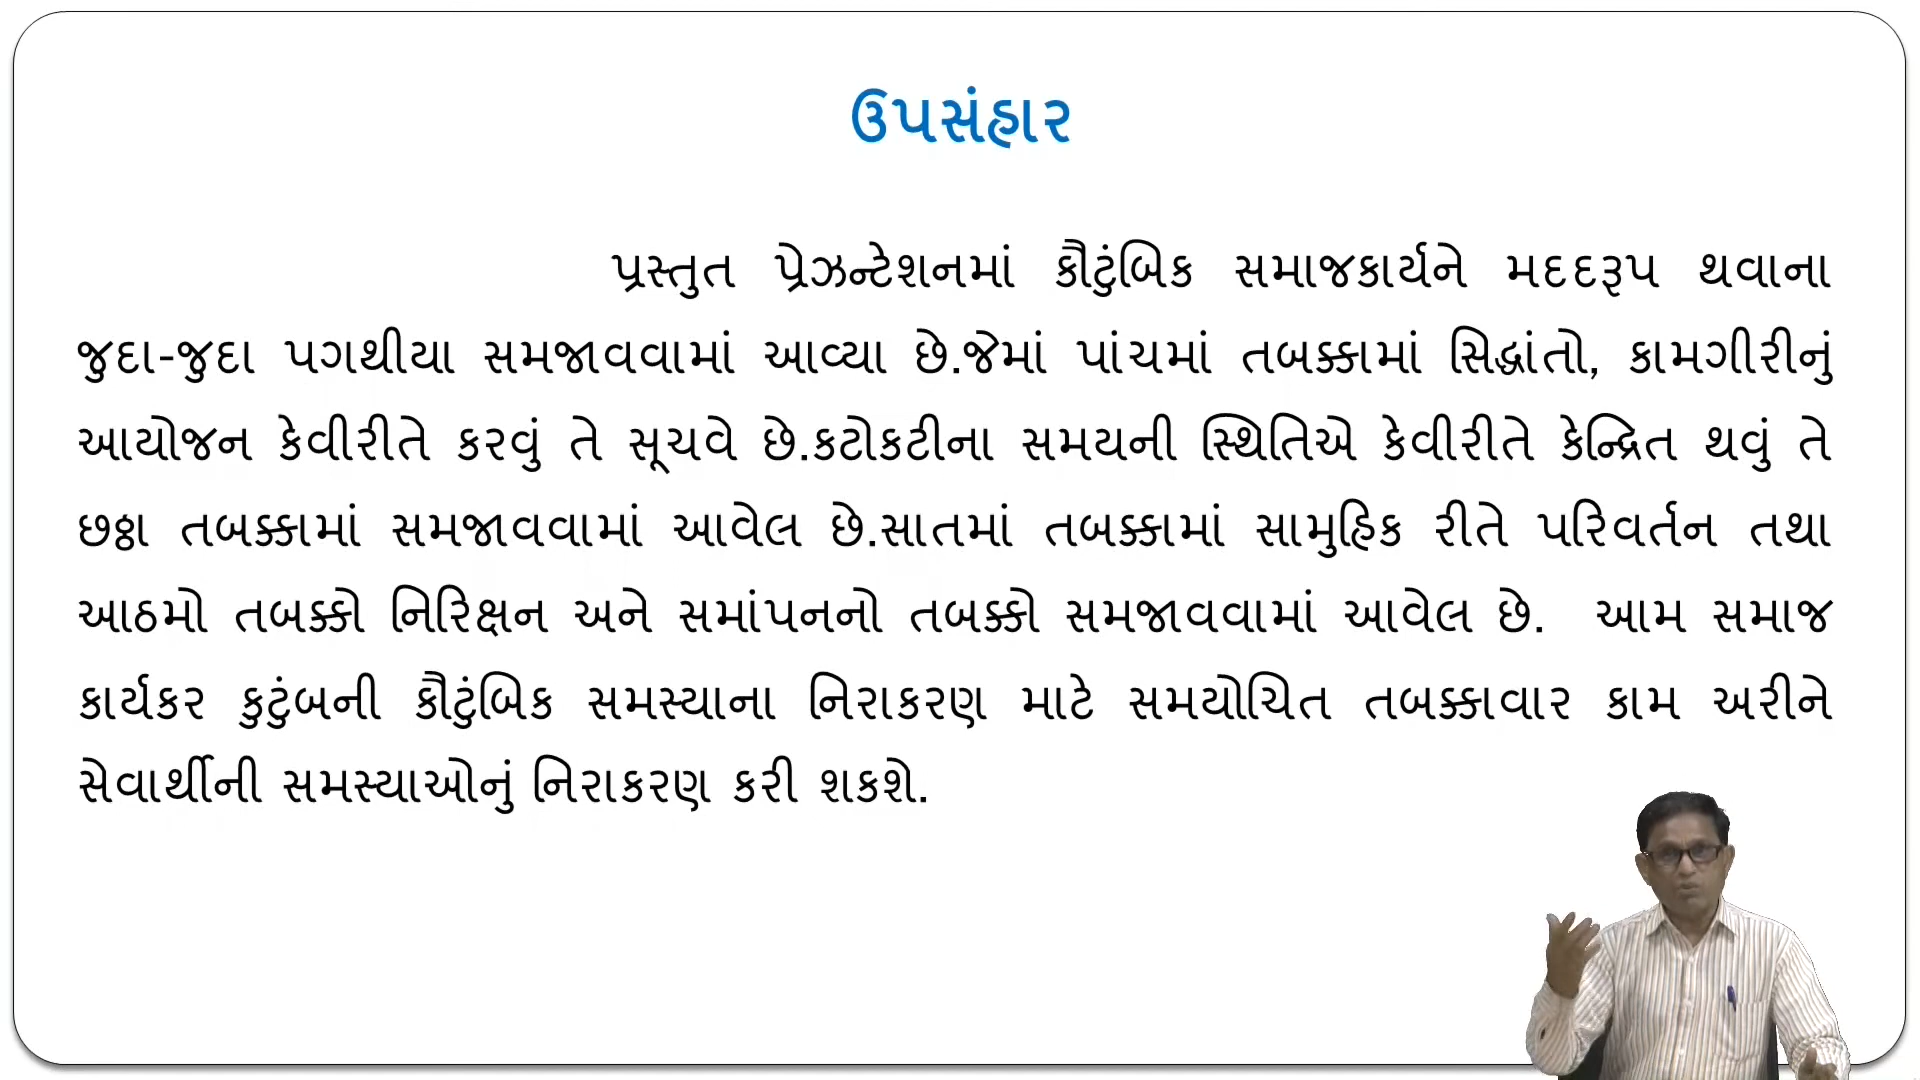 ઉપસંહાર
પ્રસ્તુત પ્રેઝન્ટેશનમાં કૌટુંબિક સમાજકાર્યને મદદરૂપ થવાના
જુદા-જુદા પગથીયા સમજાવવામાં આવ્યા છે.જેમાં પાંચમાં તબક્કામાં સિદ્ધાંતો, કામગીરીનું
આયોજન કેવીરીતે કરવું તે સૂચવે છે.કટોકટીના સમયની સ્થિતિએ કેવીરીતે કેન્દ્રિત થવું તે
છઠ્ઠા તબક્કામાં સમજાવવામાં આવેલ છે.સાતમાં તબક્કામાં સામુહિક રીતે પરિવર્તન તથા
આઠમો તબક્કો નિરિક્ષન અને સમાંપનનો તબક્કો સમજાવવામાં આવેલ છે. આમ સમાજ
કાર્યકર કુટુંબની કૌટુંબિક સમસ્યાના નિરાકરણ માટે સમયોચિત તબક્કાવાર કામ અરીને
સેવાર્થીની સમસ્યાઓનું નિરાકરણ કરી શકશે.